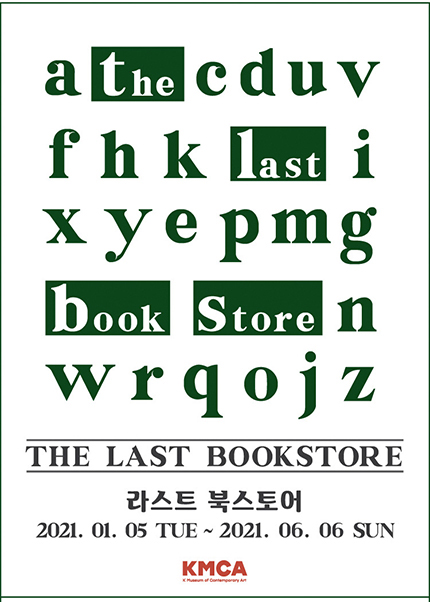 a the c d u v
f h k last i
x y e p m g
book Store n
w r q o j z
THE LAST BOOKSTORE
라스트 북스토어
2021. 01. 05 TUE ~ 2021. 06. 06 SUN
KMCA
K Museum of Contemporary Art